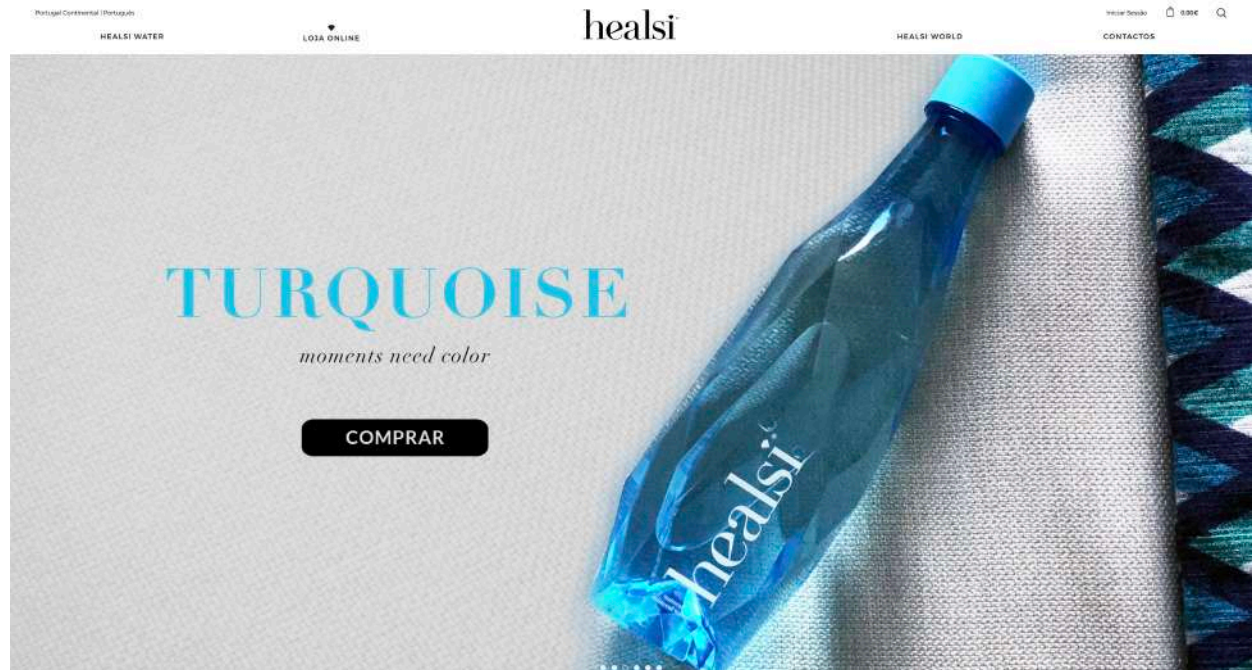 Portugal Continental | Português
Iniciar Sessão
0.00€
healsi
HEALSI WATER
LOJA ONLINE
HEALSI WORLD
CONTACTOS
TURQUOISE
moments need color
COMPRAR
healsi